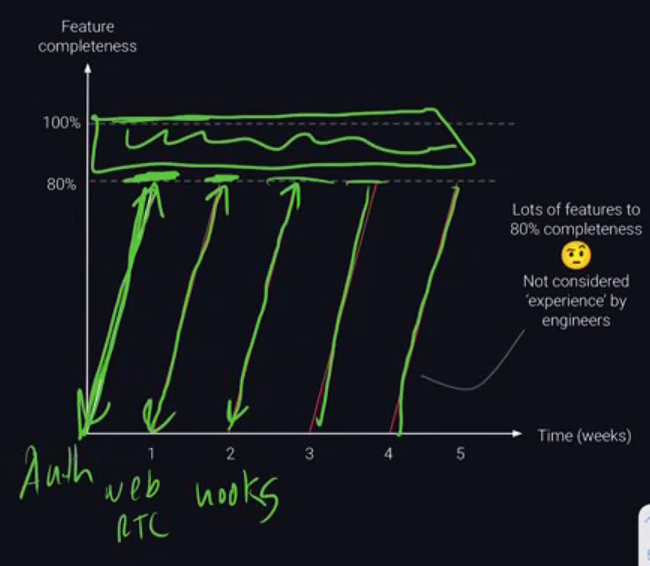 Feature
completeness
100%
80%
Lots of features to
80% completeness
🤨
Not considered
'experience' by
engineers
Time (weeks)
1 2 3 4 5
Auth web hooks
RTC